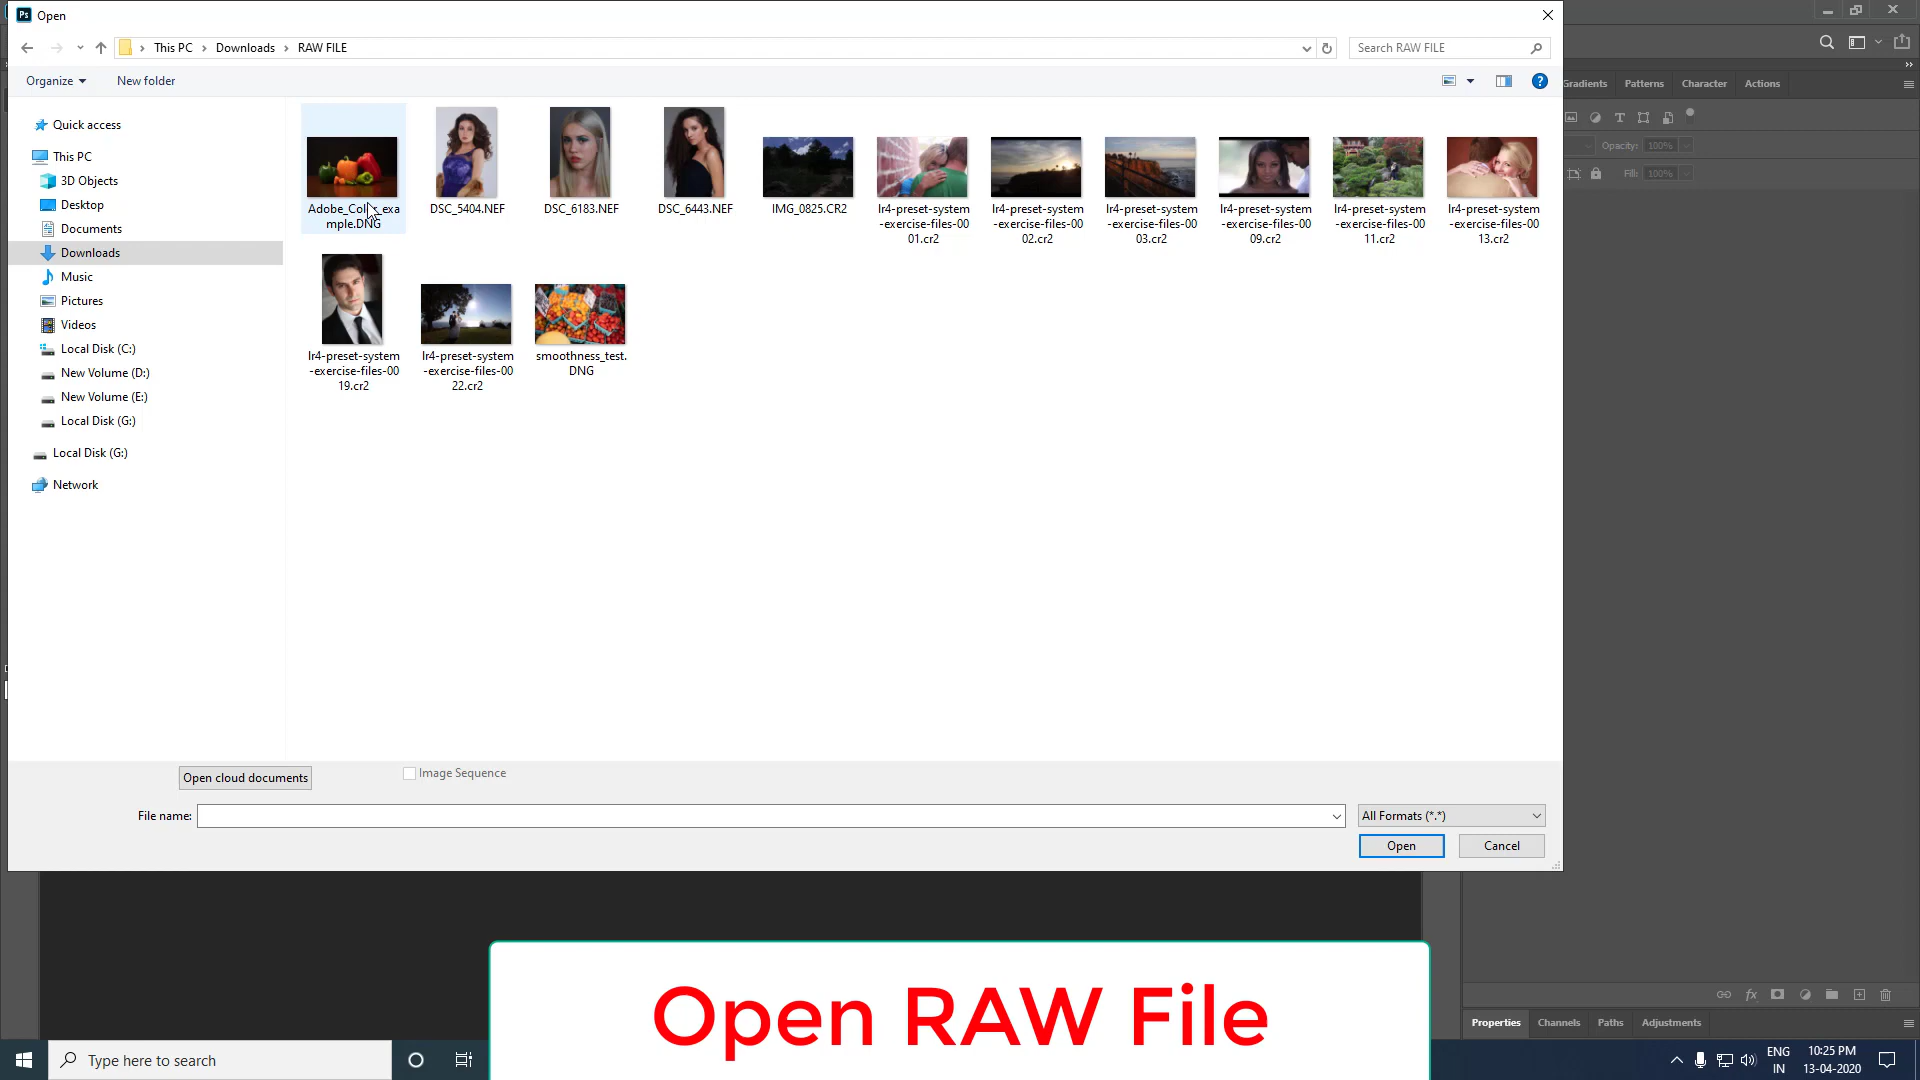 Open
This PC
Downloads
RAW FILE
Search RAW FILE
Organize
New folder
Gradients
Patterns
Character
Actions
Opacity:
100%
Fill:
100%
Quick access
This PC
3D Objects
Desktop
Documents
Downloads
Music
Pictures
Videos
Local Disk (C:)
New Volume (D:)
New Volume (E:)
Local Disk (G:)
Local Disk (G:)
Network
DSC_5404.NEF
DSC_6183.NEF
DSC_6443.NEF
IMG_0825.CR2
lr4-preset-system
-exercise-files-00
01.cr2
lr4-preset-system
-exercise-files-00
02.cr2
lr4-preset-system
-exercise-files-00
03.cr2
lr4-preset-system
-exercise-files-00
09.cr2
lr4-preset-system
-exercise-files-00
11.cr2
lr4-preset-system
-exercise-files-00
13.cr2
lr4-preset-system
-exercise-files-00
19.cr2
lr4-preset-system
-exercise-files-00
22.cr2
smoothness_test.
DNG
Open cloud documents
Image Sequence
File name:
All Formats (*.*)
Open
Cancel
Open RAW File
Properties
Channels
Paths
Adjustments
Type here to search
ENG
IN
10:25 PM
13-04-2020